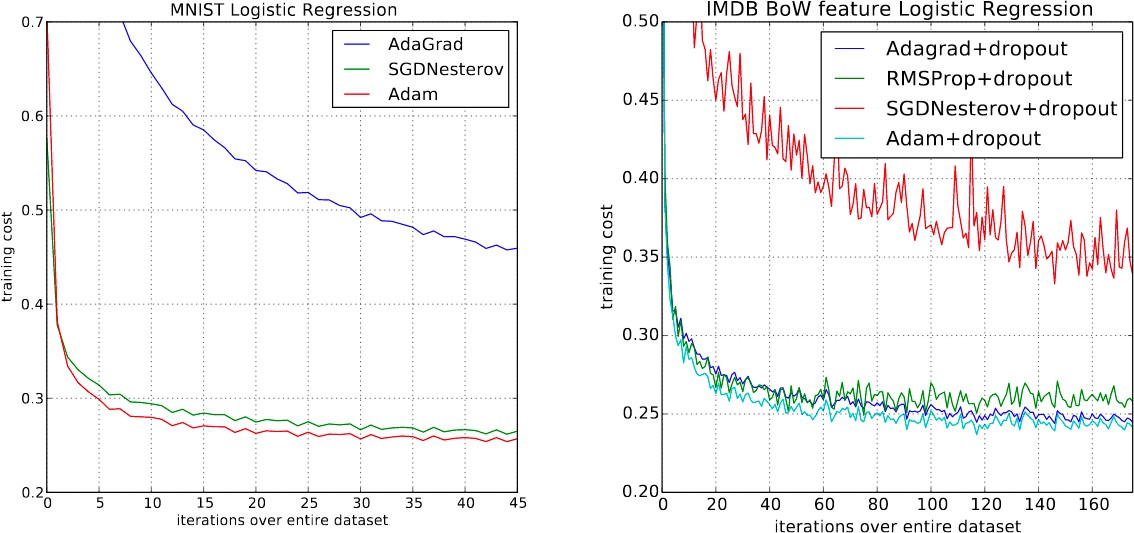 MNIST Logistic Regression
0.7
0.6
0.5
0.4
0.3
0.2
training cost
AdaGrad
SGDNesterov
Adam
0 5 10 15 20 25 30 35 40 45
iterations over entire dataset
IMDB BoW feature Logistic Regression
0.50
0.45
0.40
0.35
0.30
0.25
0.20
training cost
Adagrad+dropout
RMSProp+dropout
SGDNesterov+dropout
Adam+dropout
0 20 40 60 80 100 120 140 160
iterations over entire dataset